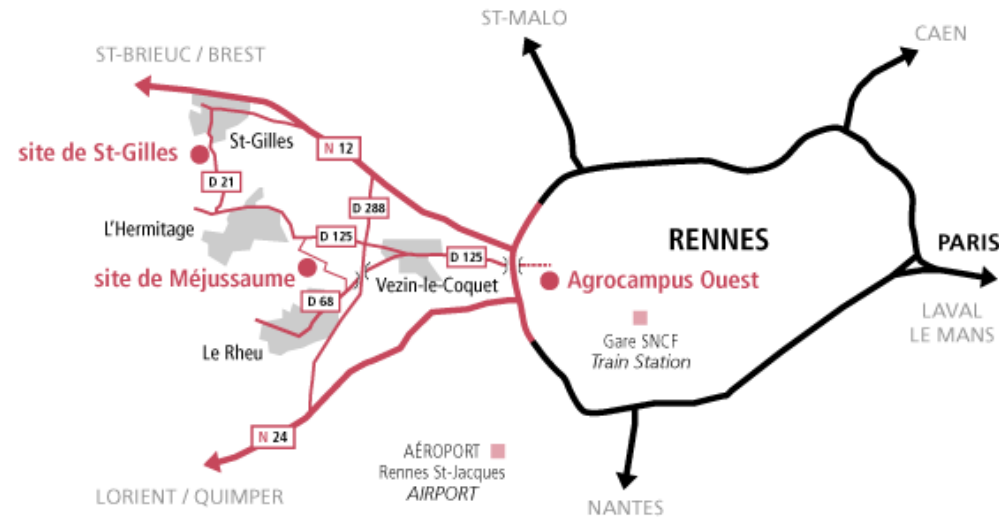 ST-MALO
CAEN
ST-BRIEUC / BREST
St-Gilles
N 12
site de St-Gilles
D 21
D 288
L'Hermitage
D 125
RENNES
PARIS
D 125
site de Méjussaume
Vezin-le-Coquet
Agrocampus Ouest
D 68
LAVAL
LE MANS
Le Rheu
Gare SNCF
Train Station
N 24
AÉROPORT
Rennes St-Jacques
AIRPORT
LORIENT / QUIMPER
NANTES